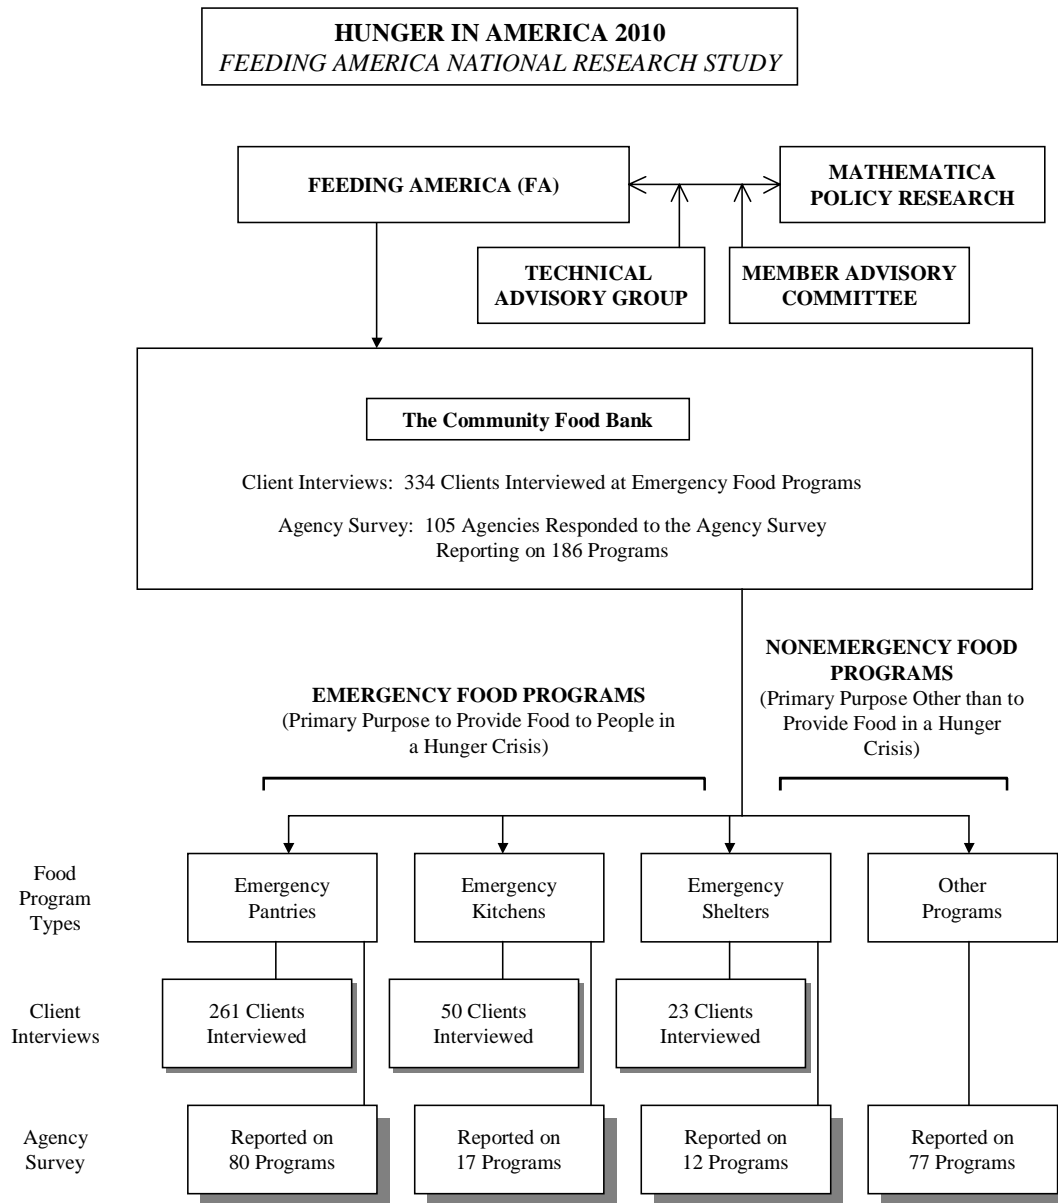 HUNGER IN AMERICA 2010
FEEDING AMERICA NATIONAL RESEARCH STUDY
FEEDING AMERICA (FA)
MATHEMATICA
POLICY RESEARCH
TECHNICAL
ADVISORY GROUP
MEMBER ADVISORY
COMMITTEE
The Community Food Bank
Client Interviews: 334 Clients Interviewed at Emergency Food Programs
Agency Survey: 105 Agencies Responded to the Agency Survey
Reporting on 186 Programs
EMERGENCY FOOD PROGRAMS
(Primary Purpose to Provide Food to People in
a Hunger Crisis)
NONEMERGENCY FOOD
PROGRAMS
(Primary Purpose Other than to
Provide Food in a Hunger
Crisis)
Food
Program
Types
Emergency
Pantries
Emergency
Kitchens
Emergency
Shelters
Other
Programs
Client
Interviews
261 Clients
Interviewed
50 Clients
Interviewed
23 Clients
Interviewed
Agency
Survey
Reported on
80 Programs
Reported on
17 Programs
Reported on
12 Programs
Reported on
77 Programs